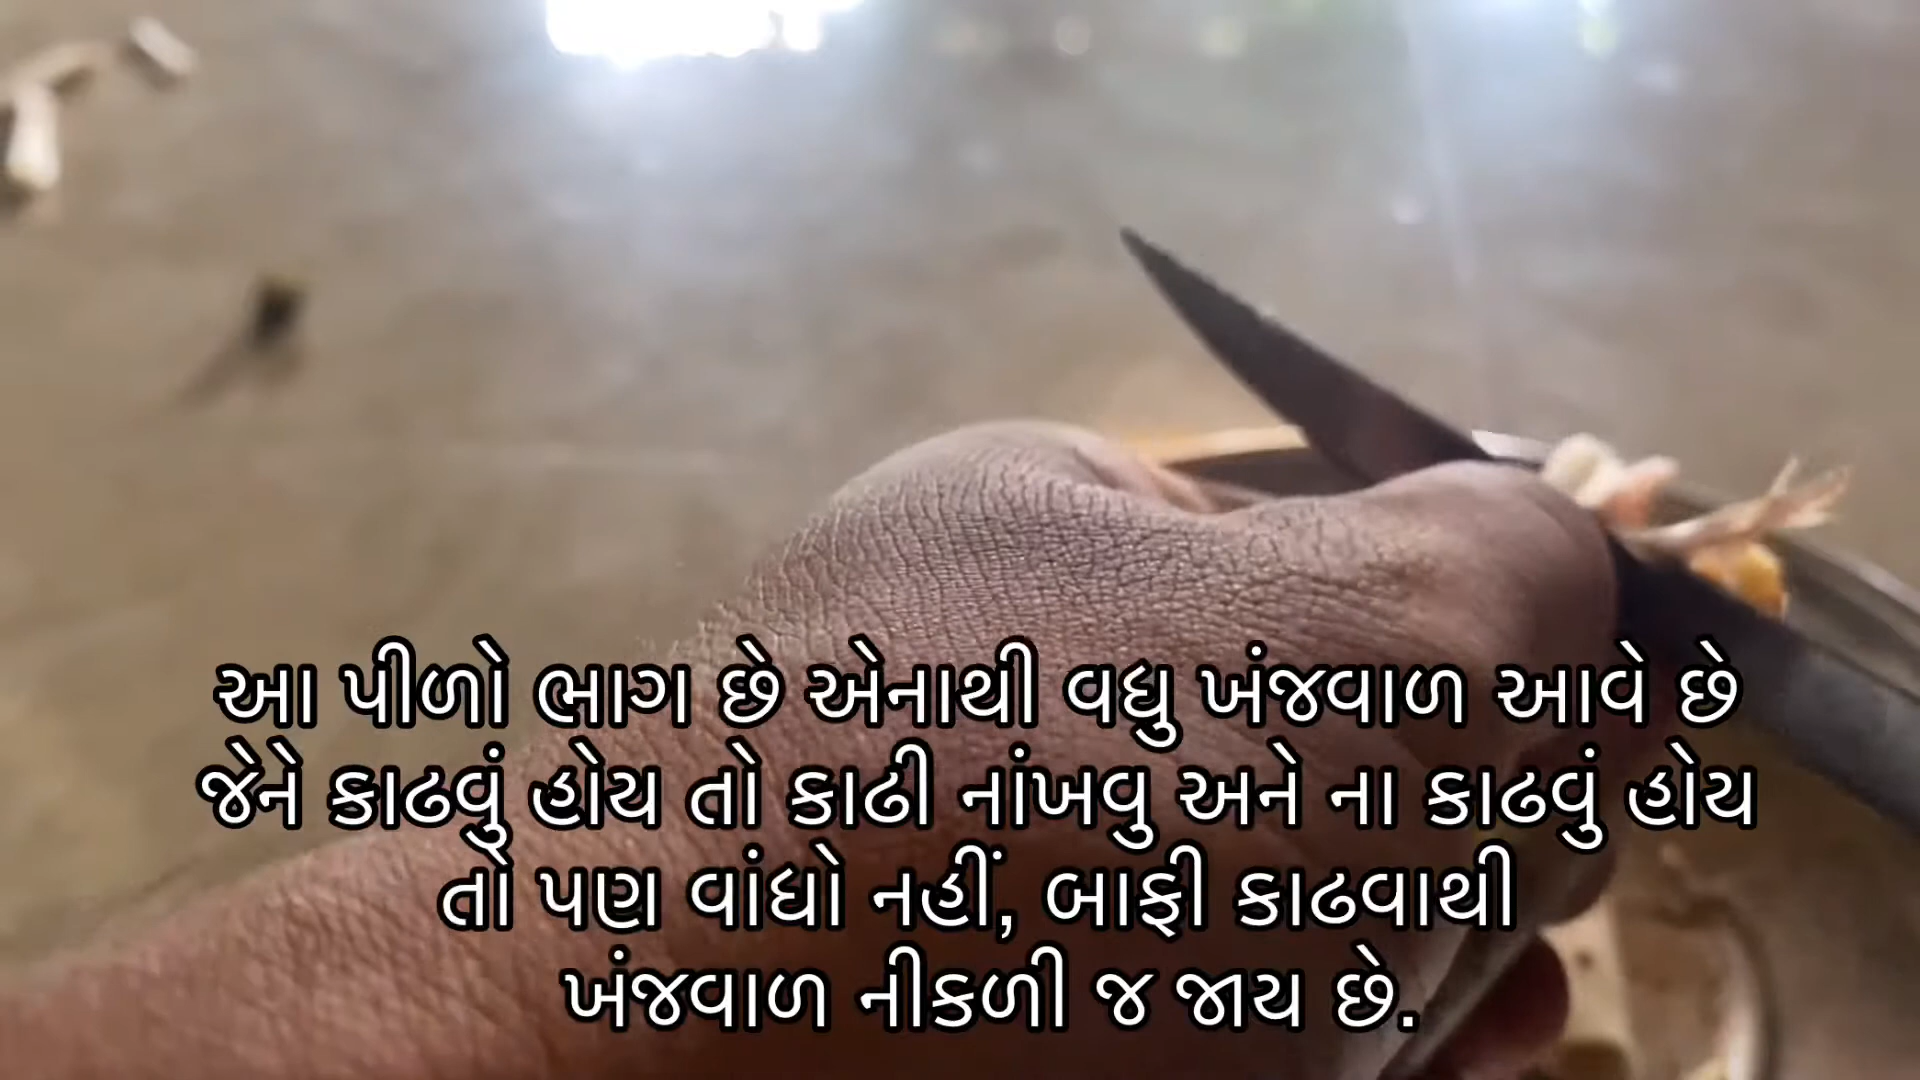 આ પીળો ભાગ છે એનાથી વધુ ખંજવાળ આવે છે
જેને કાઢવું હોય તો કાઢી નાંખવુ અને ના કાઢવું હોય
તો પણ વાંધો નહીં, બાફી કાઢવાથી
ખંજવાળ નીકળી જ જાય છે.